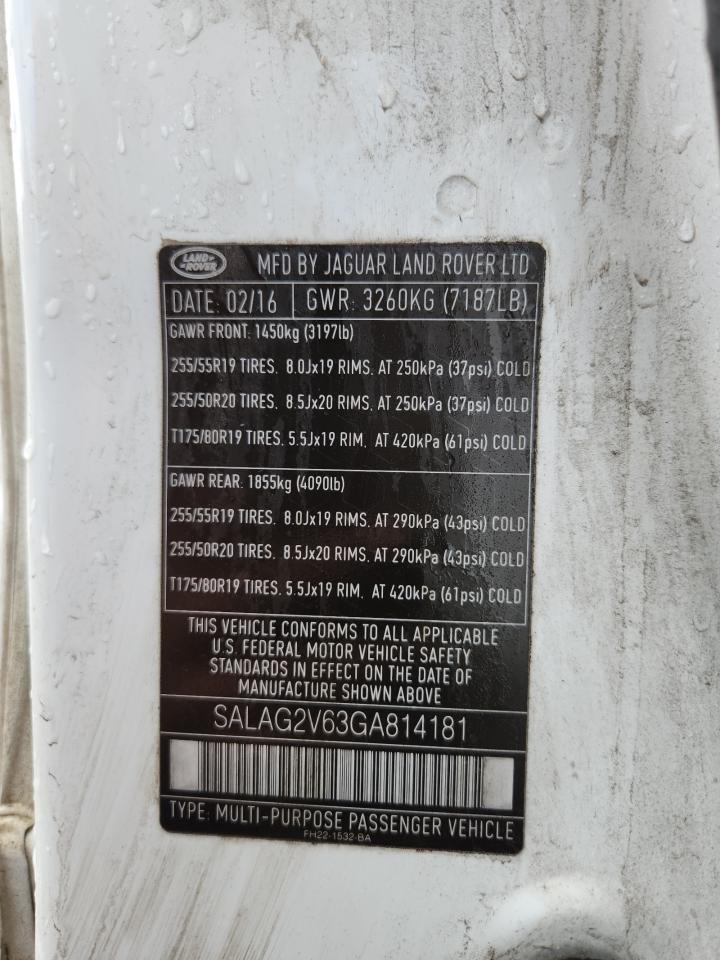 LAND ROVER
MFD BY JAGUAR LAND ROVER LTD
DATE: 02/16 GWR: 3260KG (7187LB)
GAWR FRONT: 1450kg (3197lb)
255/55R19 TIRES. 8.0Jx19 RIMS. AT 250kPa (37psi) COLD
255/50R20 TIRES. 8.5Jx20 RIMS. AT 250kPa (37psi) COLD
T175/80R19 TIRES. 5.5Jx19 RIM. AT 420kPa (61psi) COLD
GAWR REAR: 1855kg (4090lb)
255/55R19 TIRES. 8.0Jx19 RIMS. AT 290kPa (43psi) COLD
255/50R20 TIRES. 8.5Jx20 RIMS. AT 290kPa (43psi) COLD
T175/80R19 TIRES. 5.5Jx19 RIM. AT 420kPa (61psi) COLD
THIS VEHICLE CONFORMS TO ALL APPLICABLE
U.S. FEDERAL MOTOR VEHICLE SAFETY
STANDARDS IN EFFECT ON THE DATE OF
MANUFACTURE SHOWN ABOVE
SALAG2V63GA814181
TYPE: MULTI-PURPOSE PASSENGER VEHICLE
FH22-1532-BA